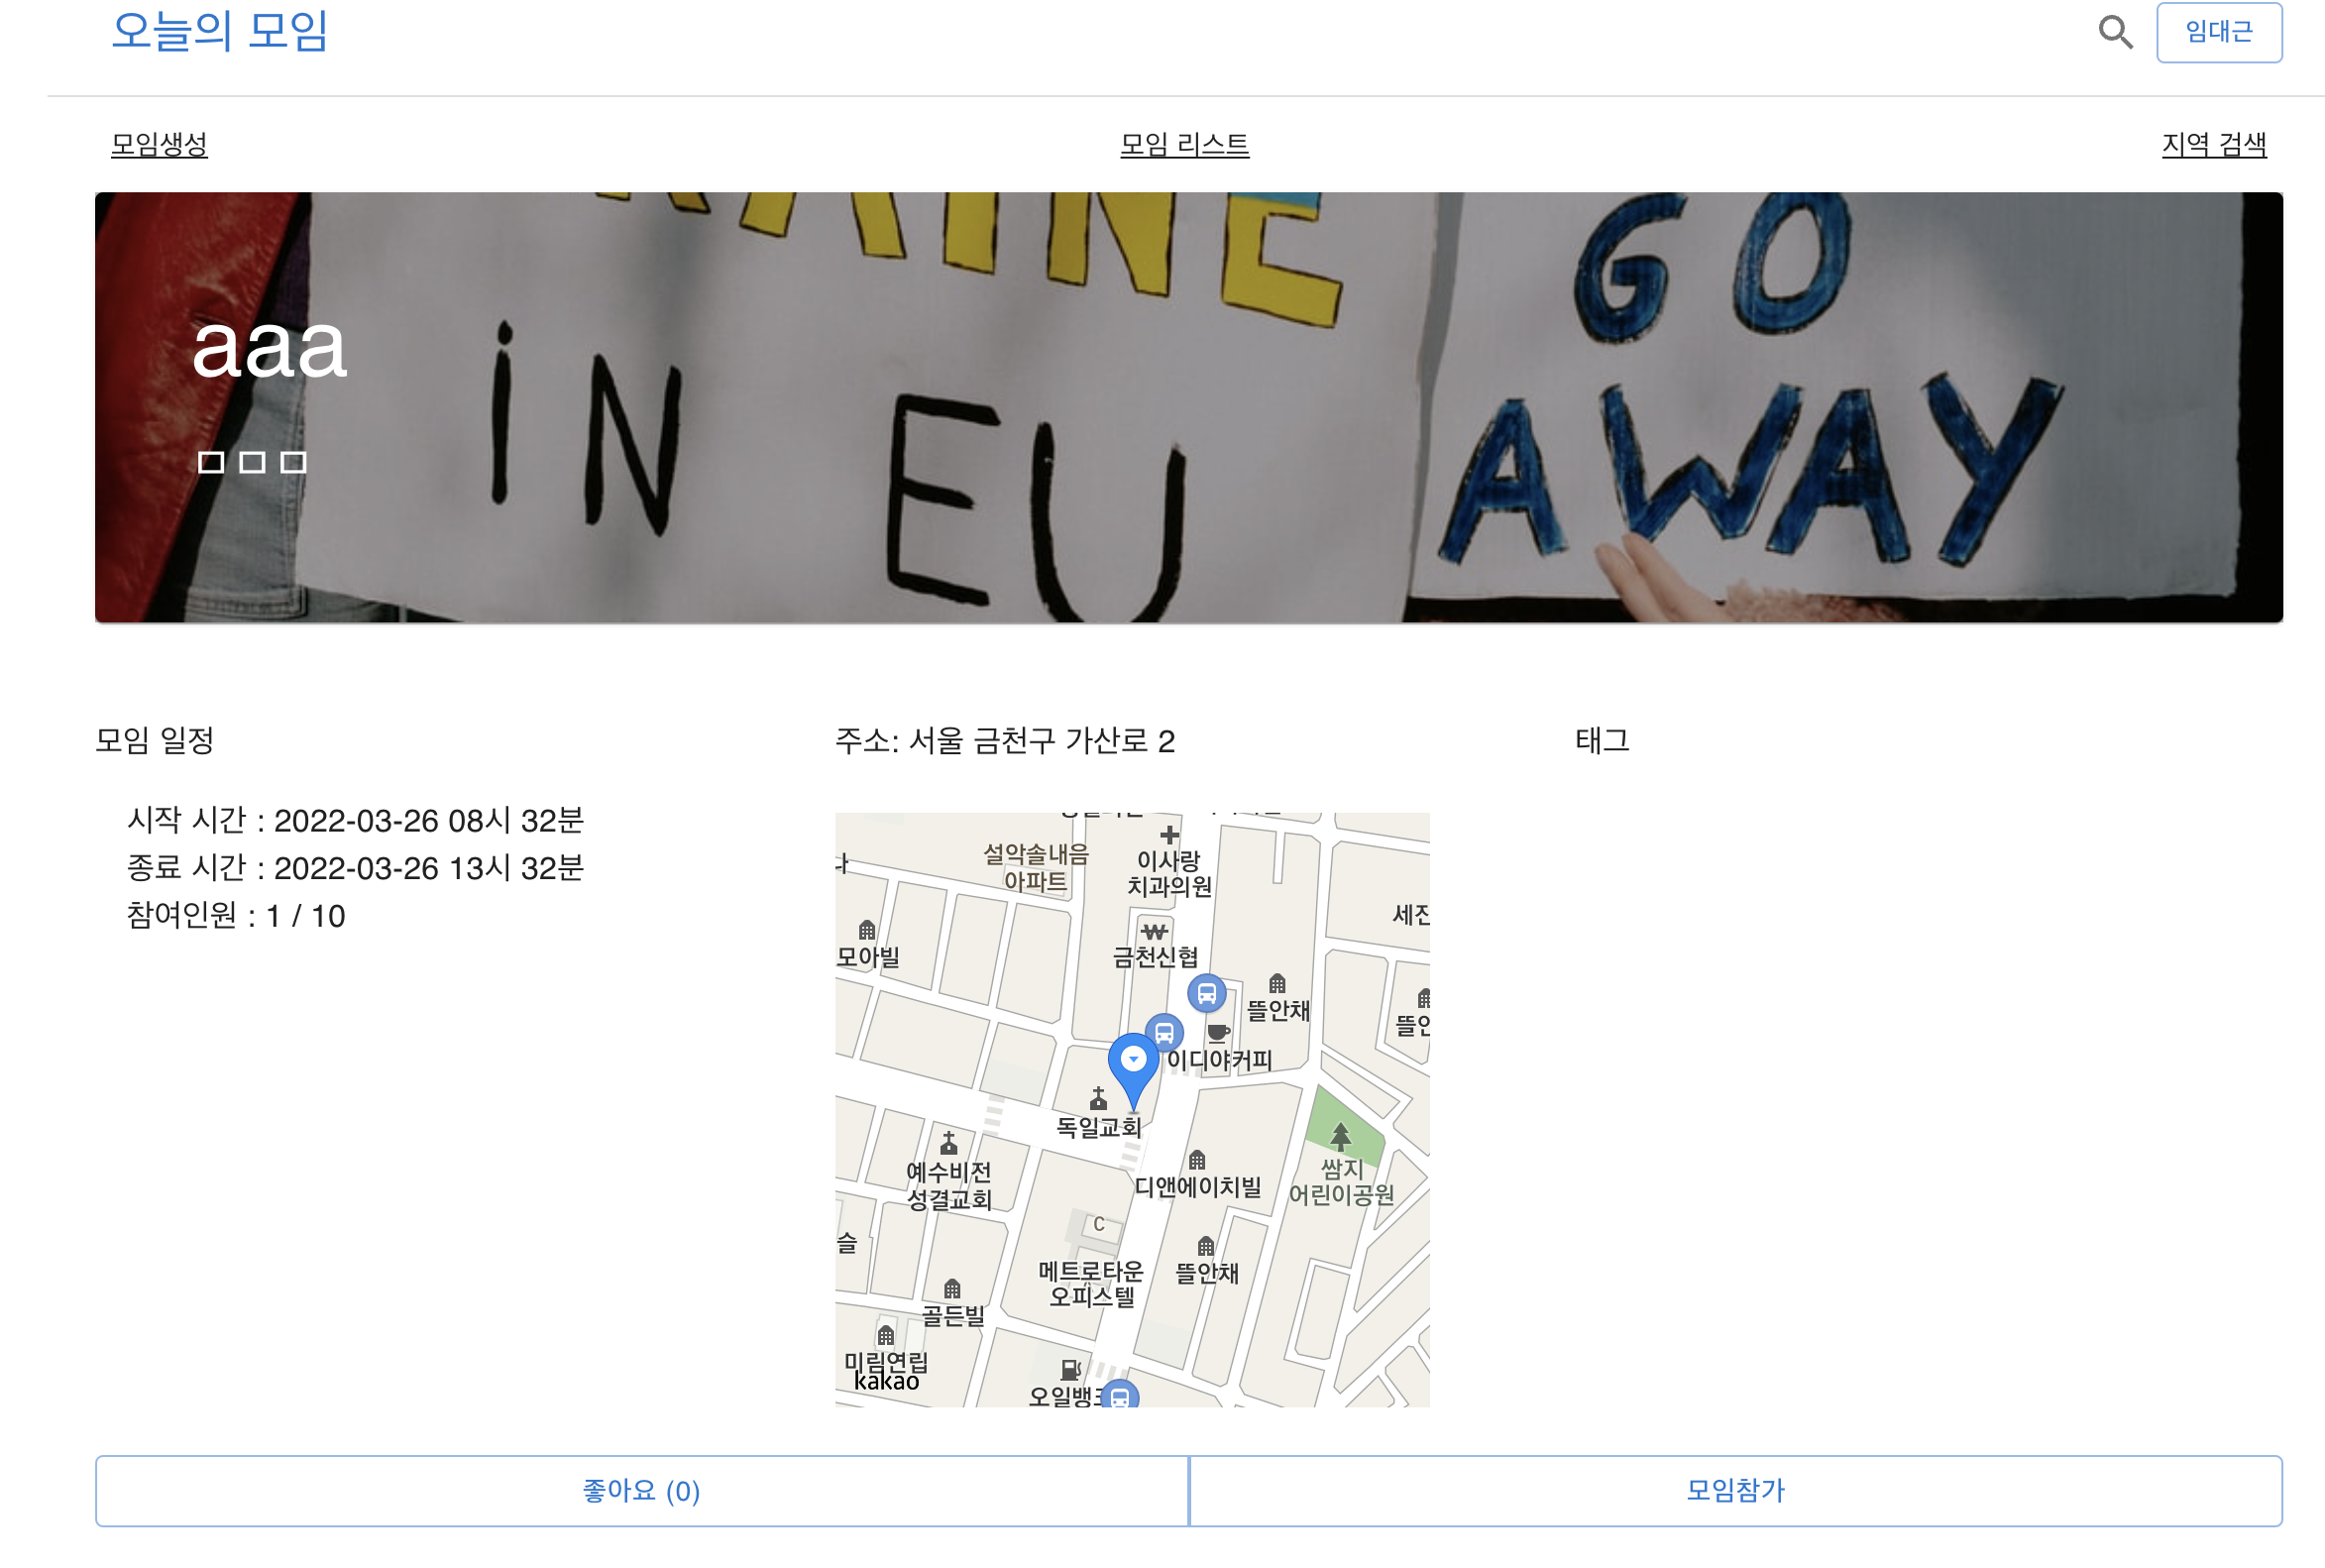 오늘의 모임
임대근
모임생성
모임 리스트
지역 검색
GO
iN EU
AWAY
aaa
ㅁㅁㅁ
모임 일정
시작 시간 : 2022-03-26 08시 32분
종료 시간 : 2022-03-26 13시 32분
참여인원 : 1 / 10
주소: 서울 금천구 가산로 2
설악솔내음
아파트
이사랑
치과의원
모아빌
금천신협
뜰안채
이디야커피
독일교회
예수비전
성결교회
디앤에이치빌
쌈지
어린이공원
C
메트로타운
오피스텔
뜰안채
슬
골든빌
미림연립
kakao
태그
좋아요 (0)
모임참가